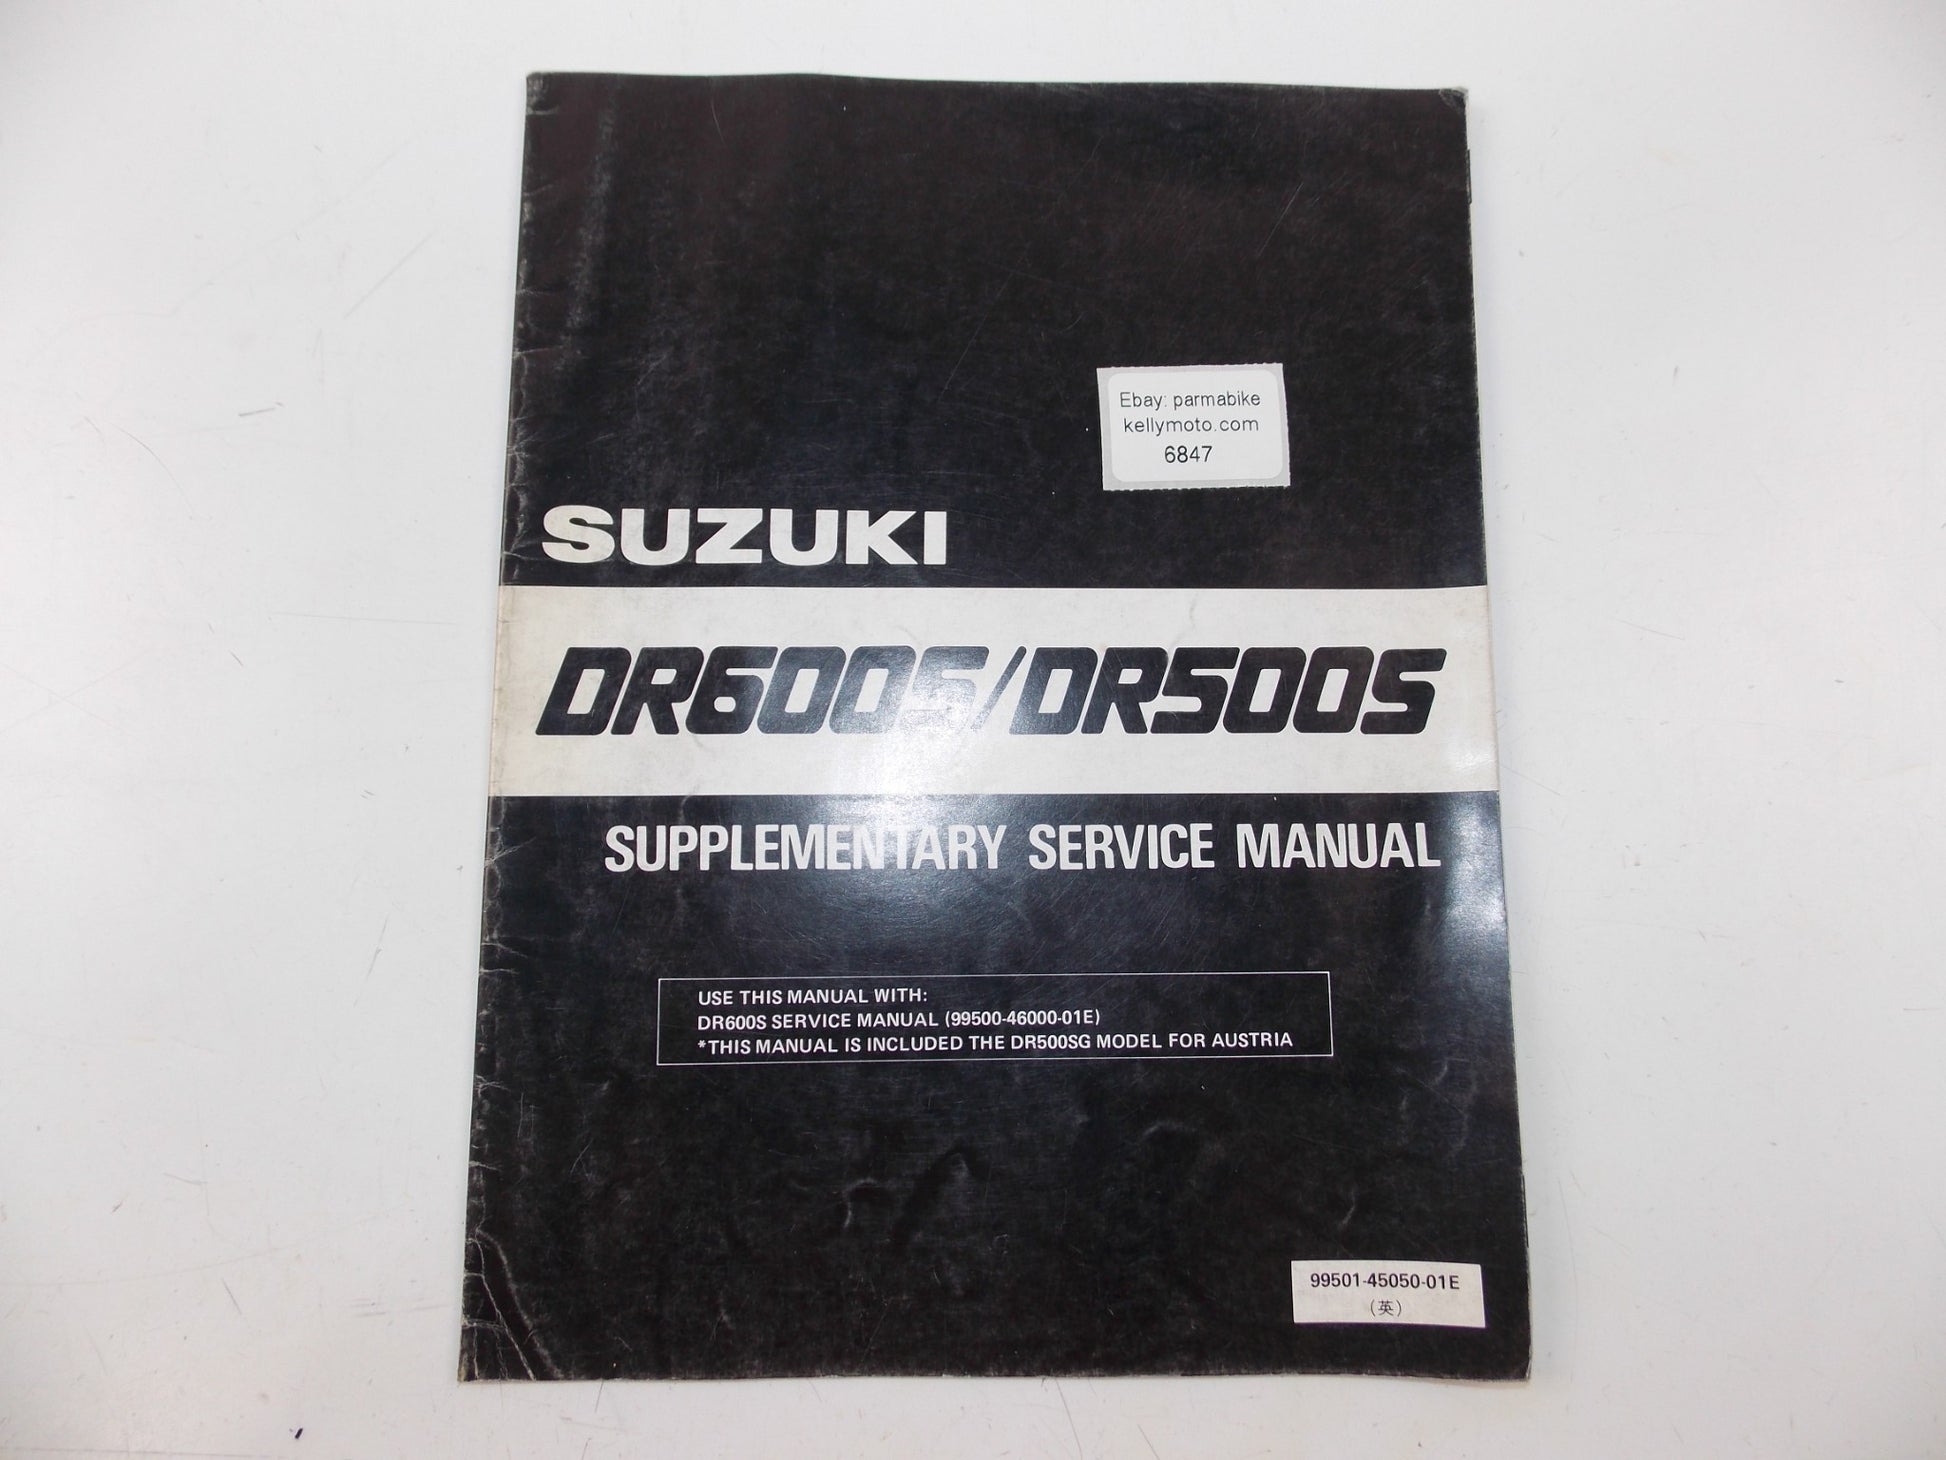 Ebay: parmabike
kellymoto.com
6847
SUZUKI
DR600S/DR500S
SUPPLEMENTARY SERVICE MANUAL
USE THIS MANUAL WITH:
DR600S SERVICE MANUAL (99500-46000-01E)
*THIS MANUAL IS INCLUDED THE DR500SG MODEL FOR AUSTRIA
99501-45050-01E
(英)